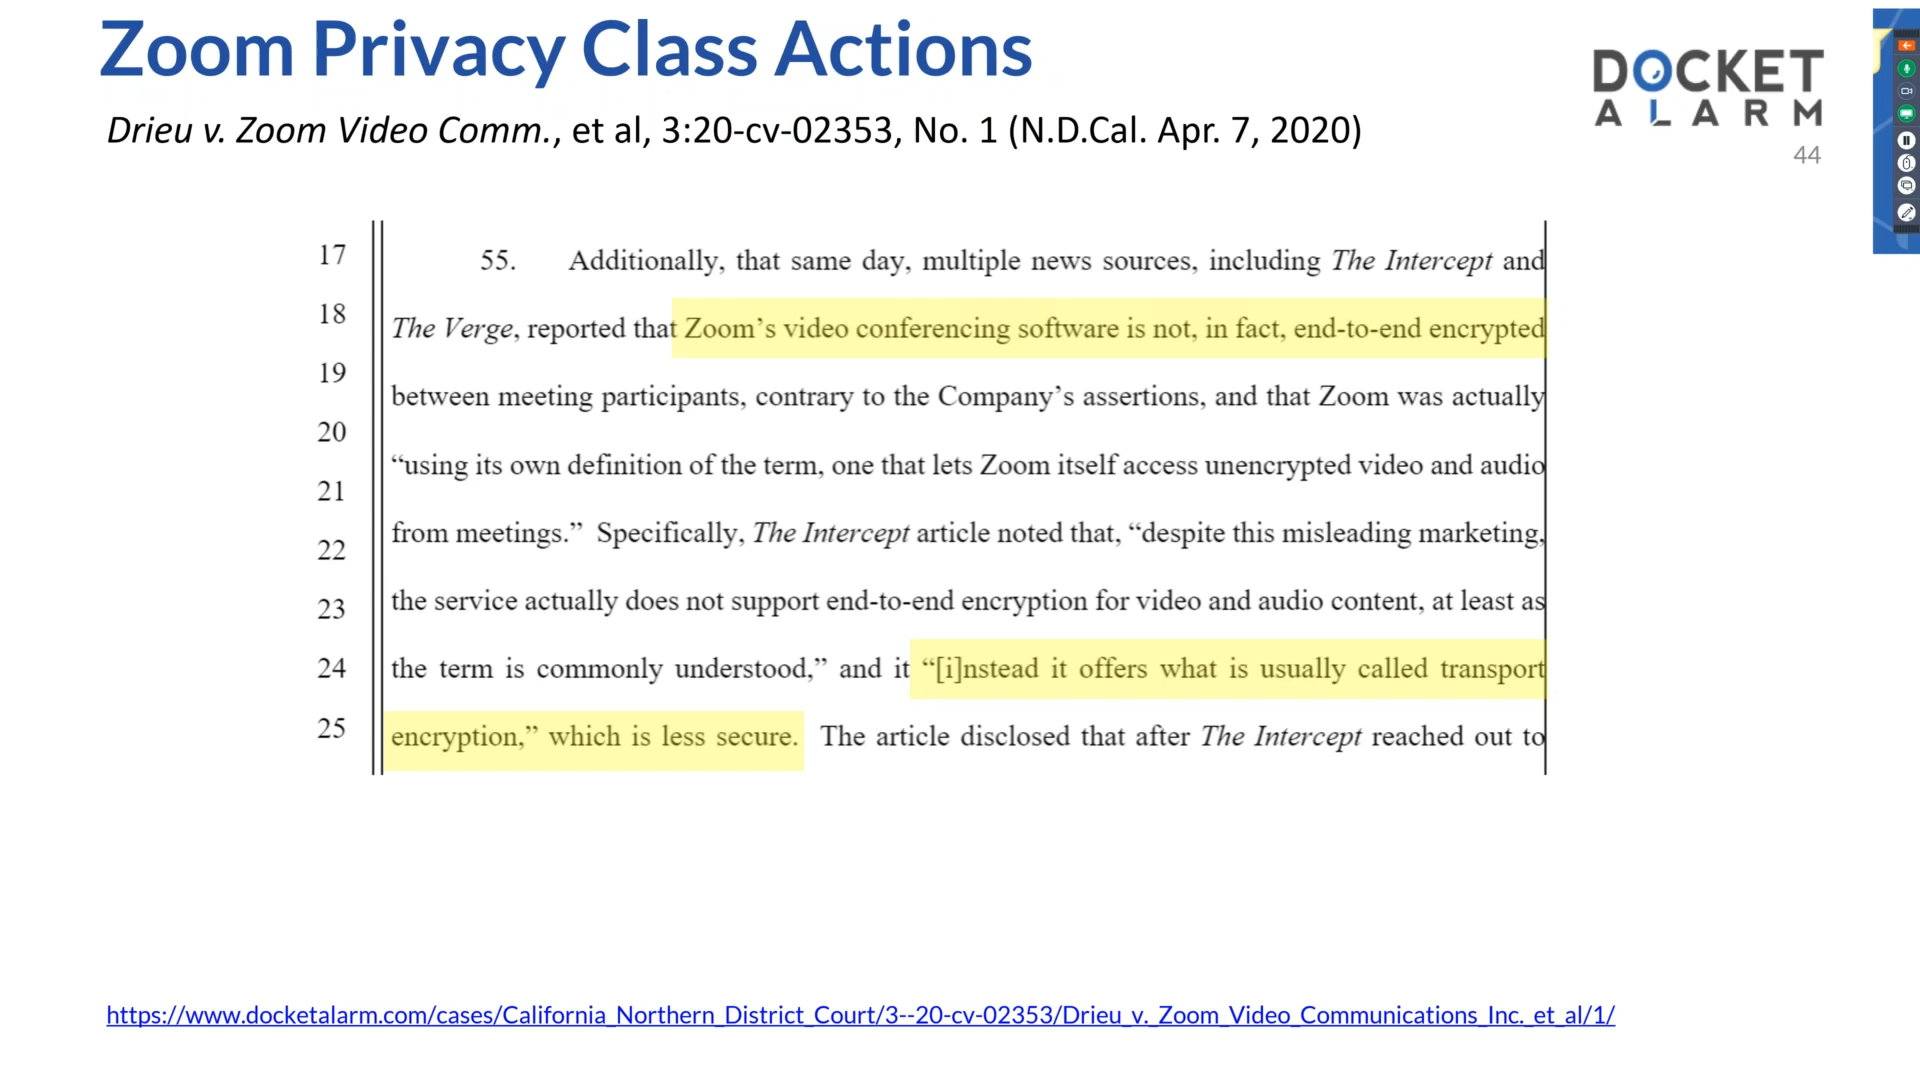 Zoom Privacy Class Actions
DOCKET
ALARM
Drieu v. Zoom Video Comm., et al, 3:20-cv-02353, No. 1 (N.D.Cal. Apr. 7, 2020)
44
17 55. Additionally, that same day, multiple news sources, including The Intercept and
18 The Verge, reported that Zoom’s video conferencing software is not, in fact, end-to-end encrypted
19 between meeting participants, contrary to the Company’s assertions, and that Zoom was actually
20 “using its own definition of the term, one that lets Zoom itself access unencrypted video and audio
21 from meetings.” Specifically, The Intercept article noted that, “despite this misleading marketing,
22 the service actually does not support end-to-end encryption for video and audio content, at least as
23 the term is commonly understood,” and it “[i]nstead it offers what is usually called transport
24 encryption,” which is less secure. The article disclosed that after The Intercept reached out to
25
https://www.docketalarm.com/cases/California_Northern_District_Court/3--20-cv-02353/Drieu_v._Zoom_Video_Communications_Inc._et_al/1/